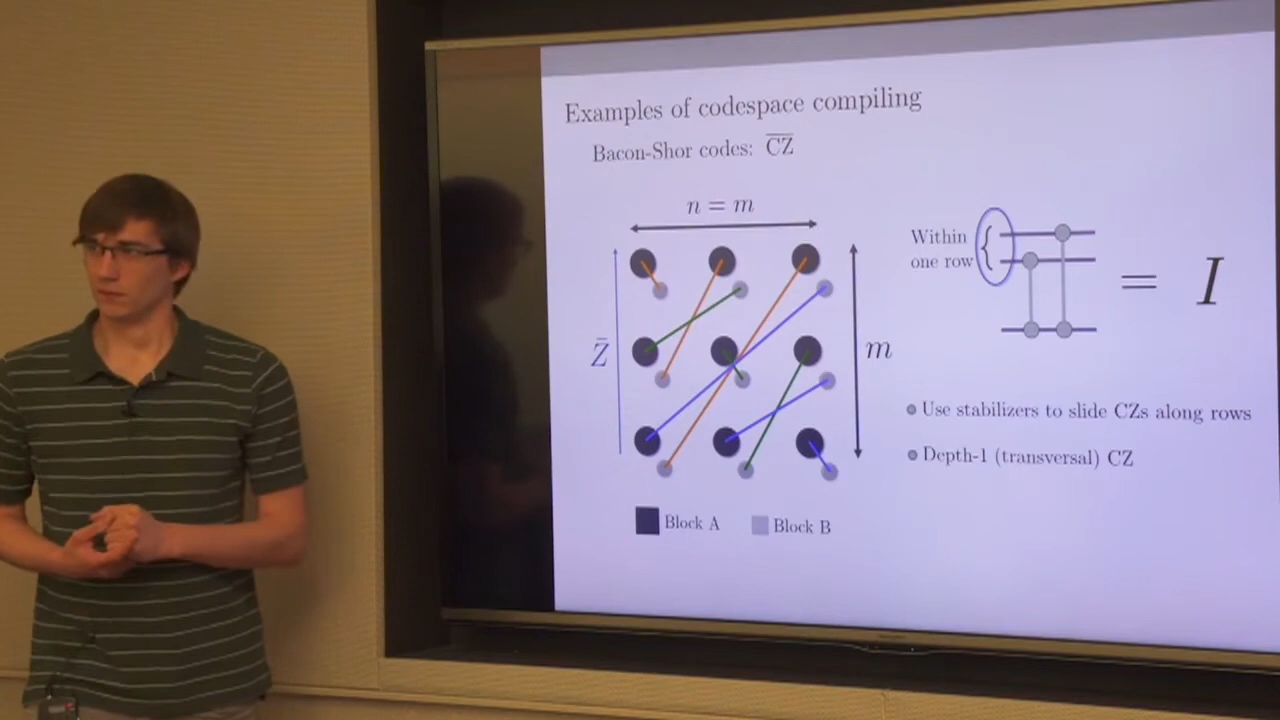 Examples of codespace compiling
Bacon-Shor codes: C̅Z̅
n = m
Z̄
m
Within
one row
{
= I
Use stabilizers to slide CZs along rows
Depth-1 (transversal) CZ
Block A
Block B